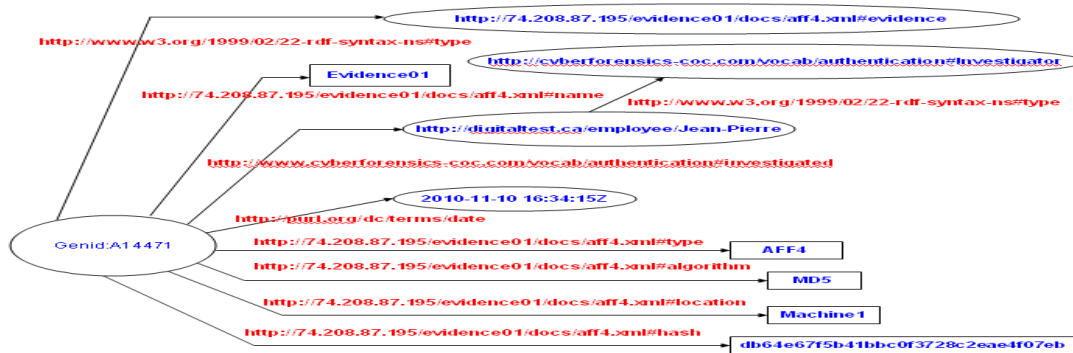 http://74.208.87.195/evidence01/docs/aff4.xml#evidence
http://www.w3.org/1999/02/22-rdf-syntax-ns#type
http://cyberforensics-coc.com/vocab/authentication#Investigator
Evidence01
http://74.208.87.195/evidence01/docs/aff4.xml#name
http://www.w3.org/1999/02/22-rdf-syntax-ns#type
http://digitaltest.ca/employee/Jean-Pierre
http://www.cyberforensics-coc.com/vocab/authentication#investigated
2010-11-10 16:34:15Z
http://purl.org/dc/terms/date
Genid:A14471
http://74.208.87.195/evidence01/docs/aff4.xml#type
AFF4
http://74.208.87.195/evidence01/docs/aff4.xml#algorithm
MD5
http://74.208.87.195/evidence01/docs/aff4.xml#location
Machine1
http://74.208.87.195/evidence01/docs/aff4.xml#hash
db64e67f5b41bbc0f3728c2eae4f07eb